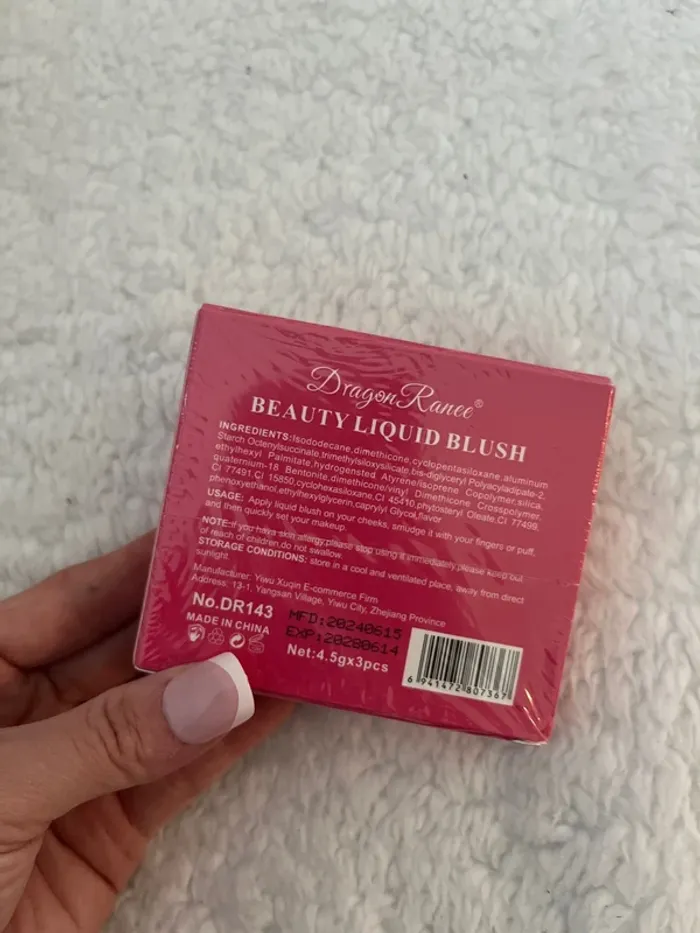 DragonRanee®
BEAUTY LIQUID BLUSH
INGREDIENTS:Isododecane,dimethicone,cyclopentasiloxane,aluminum
Starch Octenylsuccinate,trimethylsiloxysilicate,bis-diglyceryl Polyacyladipate-2,
ethylhexyl Palmitate,hydrogensted Atyrene/isoprene Copolymer,silica,
quaternium-18 Bentonite,dimethicone/vinyl Dimethicone Crosspolymer,
CI 77491,CI 15850,cyclohexasiloxane,CI 45410,phytosteryl Oleate,CI 77499,
phenoxyethanol,ethylhexylglycerin,caprylyl Glycol,flavor
USAGE: Apply liquid blush on your cheeks, smudge it with your fingers or puff,
and then quickly set your makeup.
NOTE:If you have skin allergy,please stop using it immediately,please keep out
of reach of children,do not swallow.
STORAGE CONDITIONS: store in a cool and ventilated place, away from direct
sunlight.
Manufacturer: Yiwu Xuqin E-commerce Firm
Address: 13-1, Yangsan Village, Yiwu City, Zhejiang Province
No.DR143
MADE IN CHINA
MFD:20240615
EXP:20280614
Net:4.5gx3pcs
6 941472 807367